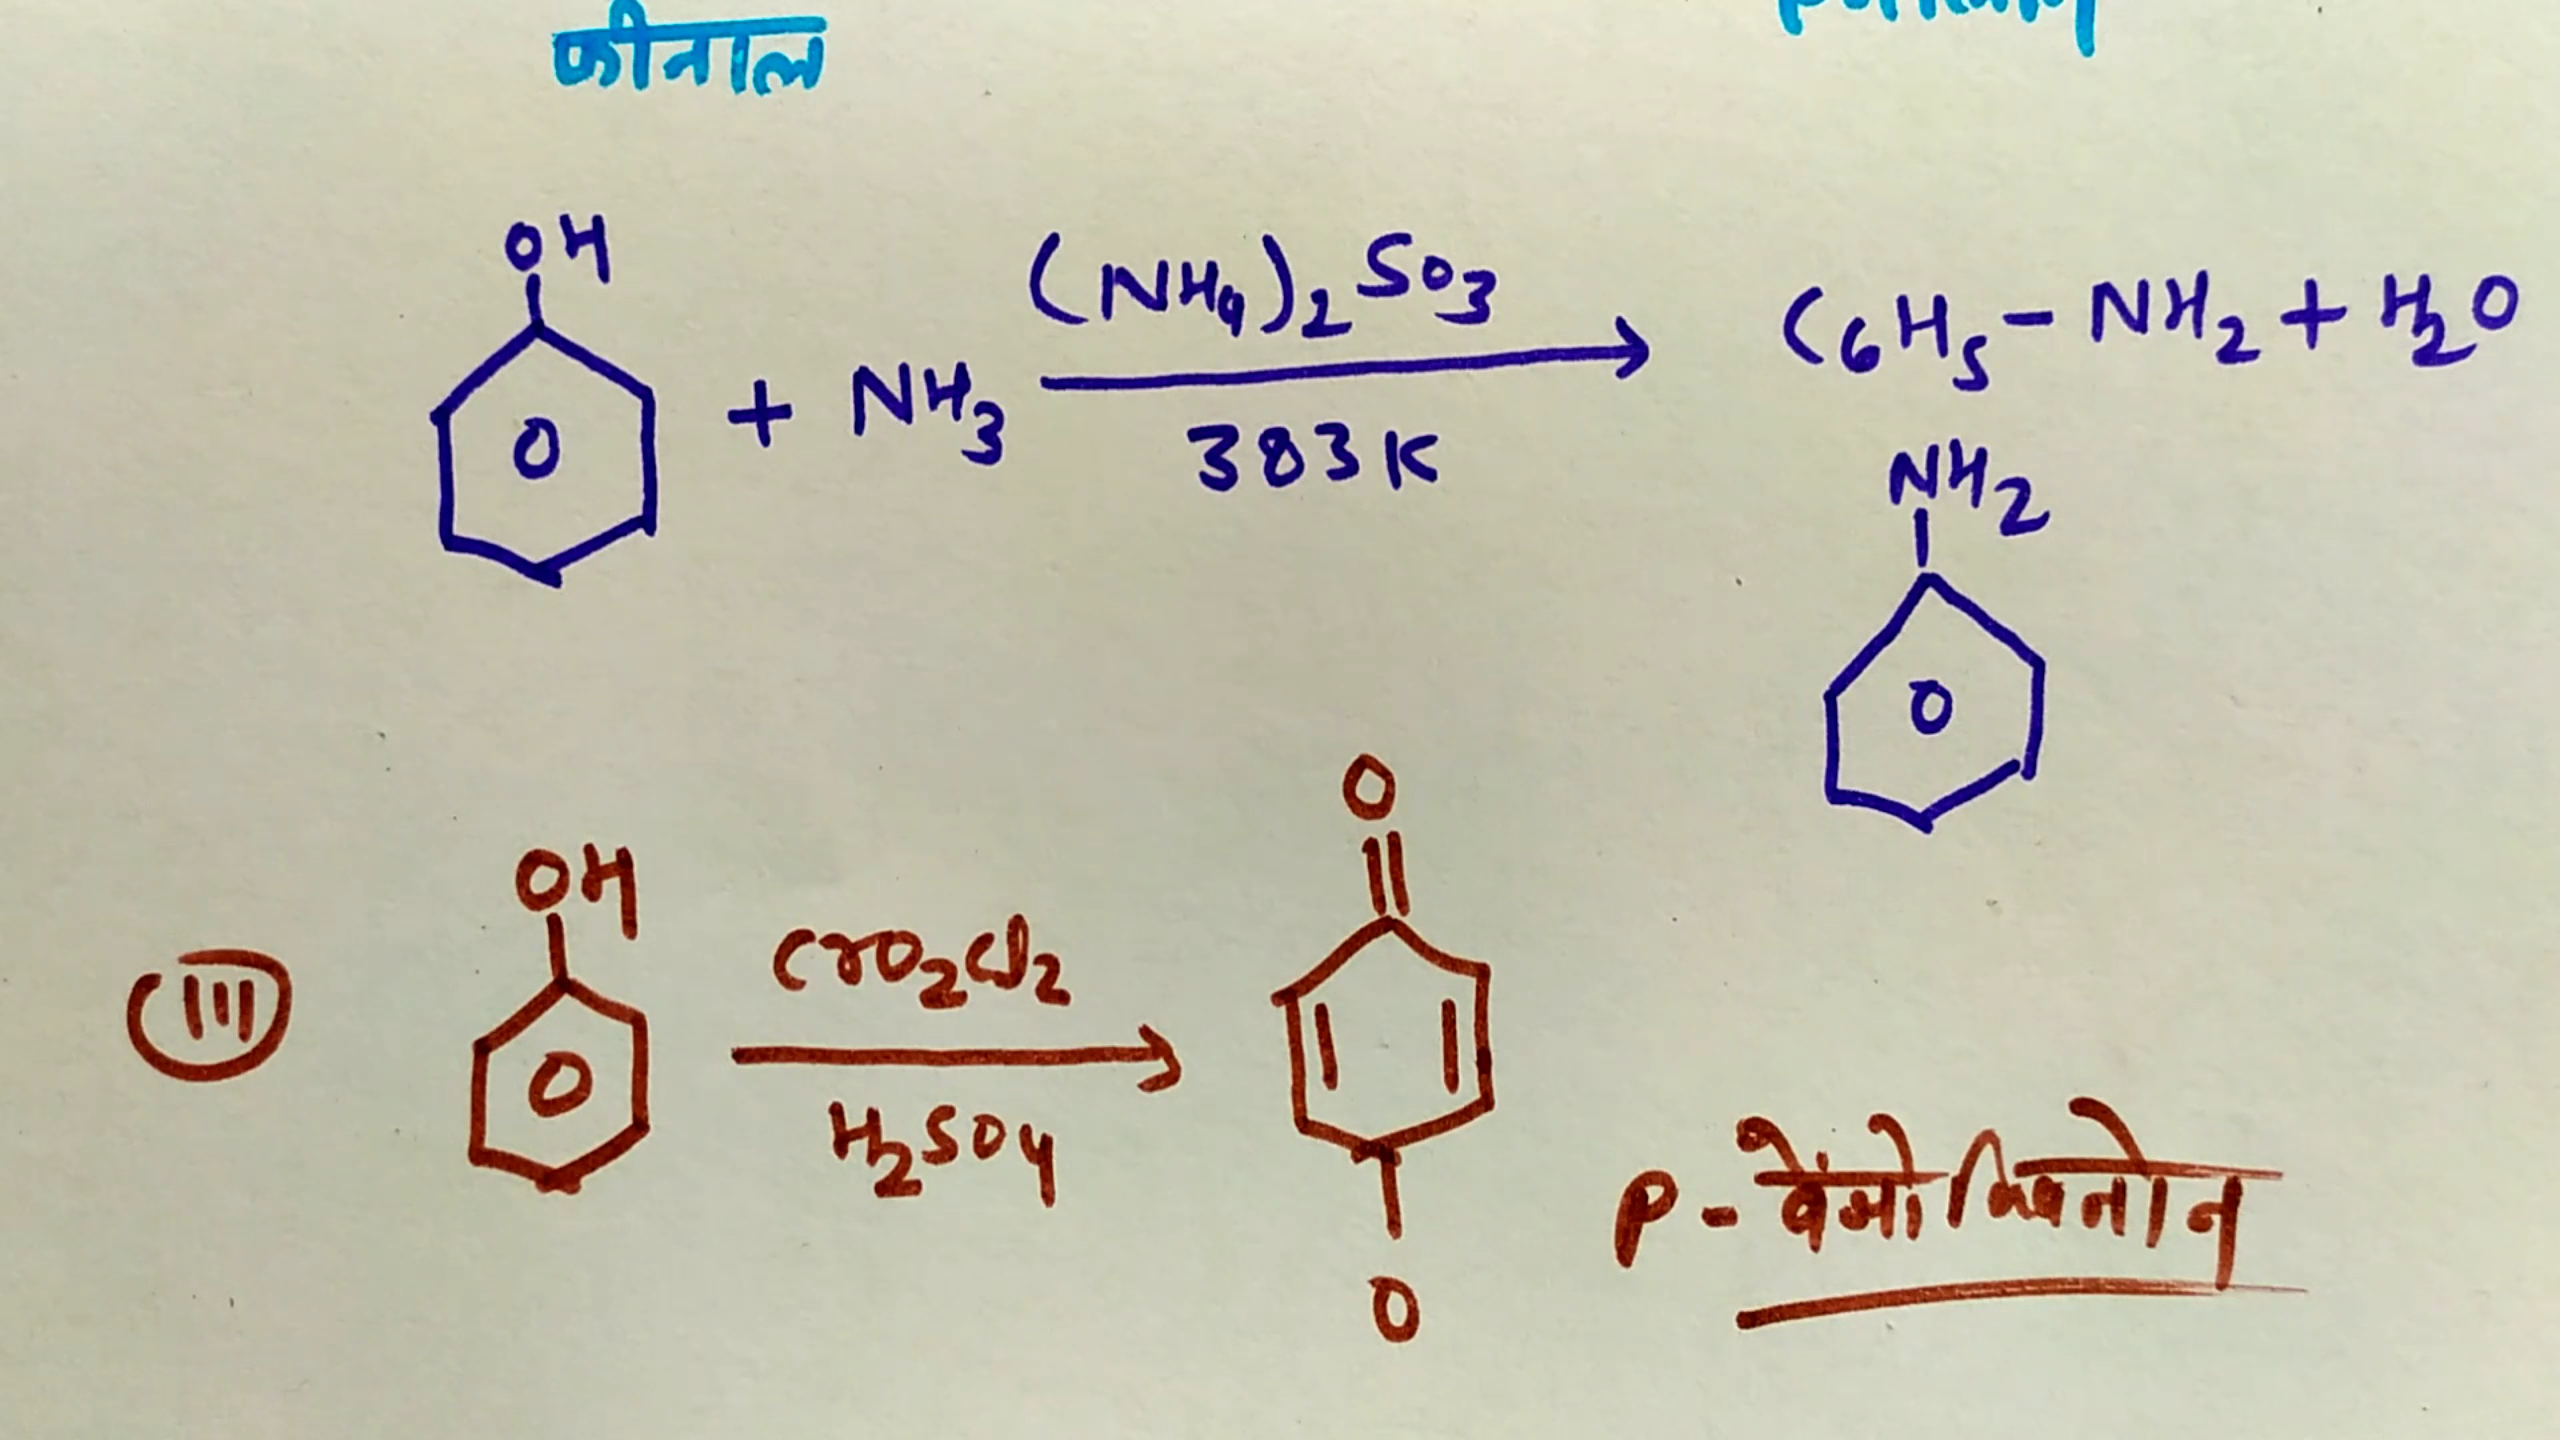 फीनाल
OH
+ NH3 (NH4)2SO3 383K C6H5-NH2 + H2O
NH2
O
OH
III CrO2Cl2
H2SO4
P-बेंजोक्विनोन
O